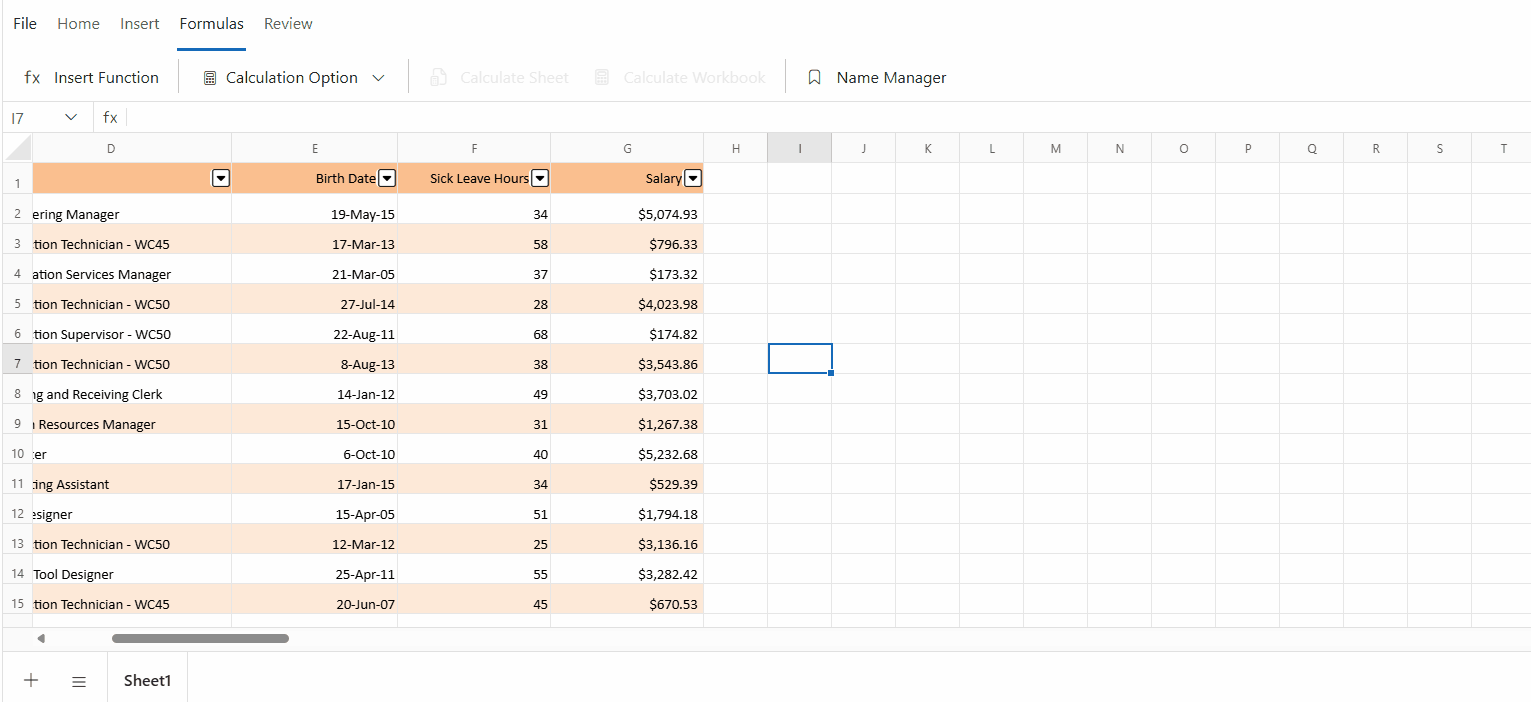 File Home Insert Formulas Review
fx Insert Function Calculation Option Calculate Sheet Calculate Workbook Name Manager
I7 fx
D E F G H I J K L M N O P Q R S T
1 Birth Date Sick Leave Hours Salary
2 ering Manager 19-May-15 34 $5,074.93
3 tion Technician - WC45 17-Mar-13 58 $796.33
4 ation Services Manager 21-Mar-05 37 $173.32
5 tion Technician - WC50 27-Jul-14 28 $4,023.98
6 tion Supervisor - WC50 22-Aug-11 68 $174.82
7 tion Technician - WC50 8-Aug-13 38 $3,543.86
8 ng and Receiving Clerk 14-Jan-12 49 $3,703.02
9 Resources Manager 15-Oct-10 31 $1,267.38
10 er 6-Oct-10 40 $5,232.68
11 ting Assistant 17-Jan-15 34 $529.39
12 esigner 15-Apr-05 51 $1,794.18
13 tion Technician - WC50 12-Mar-12 25 $3,136.16
14 Tool Designer 25-Apr-11 55 $3,282.42
15 tion Technician - WC45 20-Jun-07 45 $670.53
Sheet1